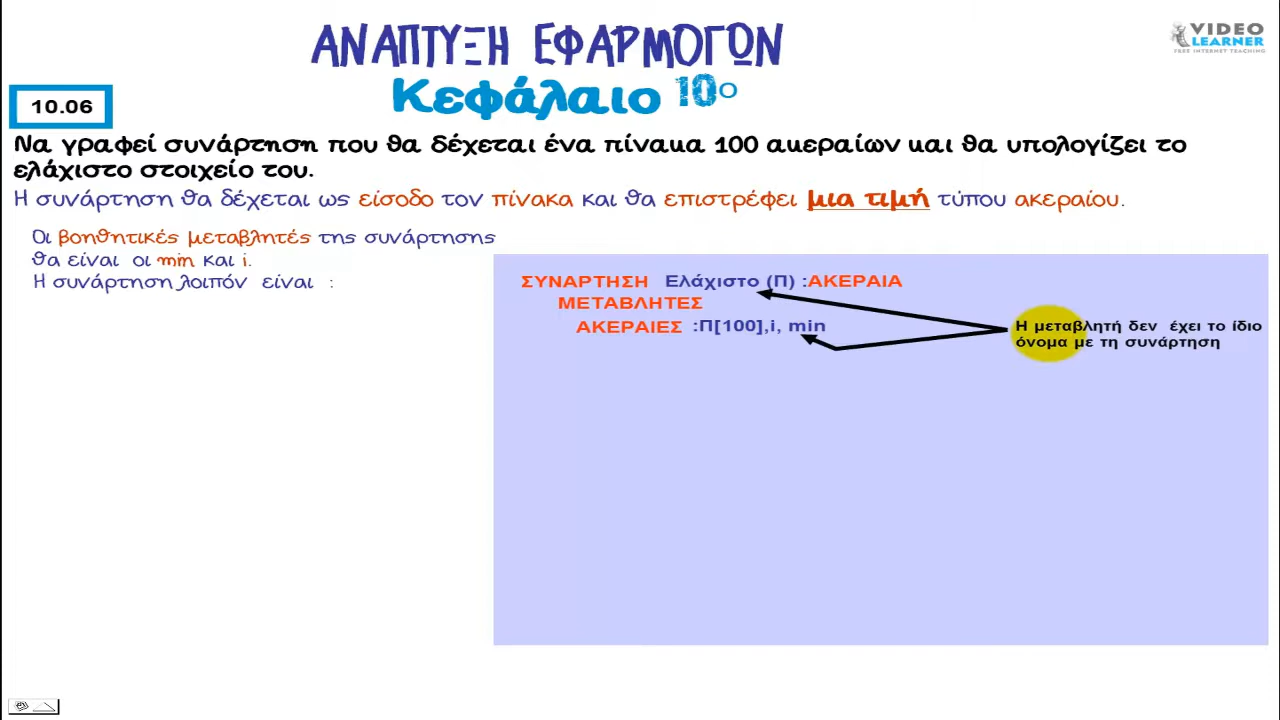 ΑΝΑΠΤΥΞΗ ΕΦΑΡΜΟΓΩΝ
VIDEO
LEARNER
FREE INTERNET TEACHING
Κεφάλαιο 10ο
10.06
Να γραφεί συνάρτηση που θα δέχεται ένα πίνακα 100 ακεραίων και θα υπολογίζει το
ελάχιστο στοιχείο του.
Η συνάρτηση θα δέχεται ως είσοδο τον πίνακα και θα επιστρέφει μια τιμή τύπου ακεραίου.
Οι βοηθητικές μεταβλητές της συνάρτησης
θα είναι οι min και i.
Η συνάρτηση λοιπόν είναι :
ΣΥΝΑΡΤΗΣΗ Ελάχιστο (Π) :ΑΚΕΡΑΙΑ
ΜΕΤΑΒΛΗΤΕΣ
ΑΚΕΡΑΙΕΣ :Π[100],i, min
Η μεταβλητή δεν έχει το ίδιο
όνομα με τη συνάρτηση